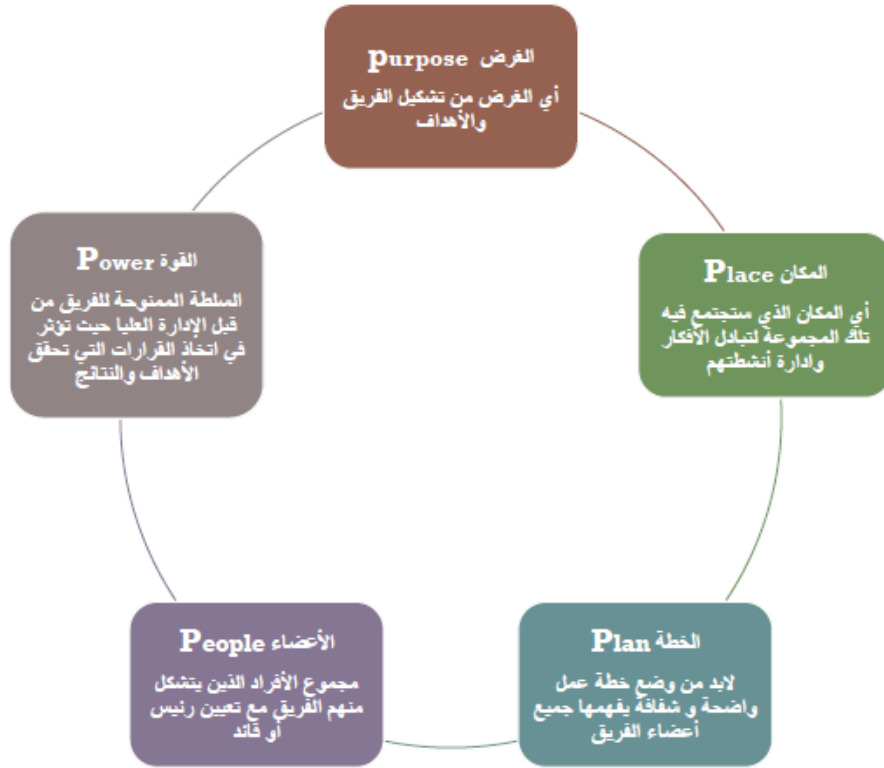 الغرض purpose
أي الغرض من تشكيل الفريق
والأهداف
المكان Place
أي المكان الذي ستجتمع فيه
تلك المجموعة لتبادل الأفكار
وادارة أنشطتهم
الخطة Plan
لابد من وضع خطة عمل
واضحة و شفافة يفهمها جميع
أعضاء الفريق
الأعضاء People
مجموع الأفراد الذين يتشكل
منهم الفريق مع تعيين رئيس
أو قائد
القوة Power
السلطة الممنوحة للفريق من
قبل الإدارة العليا حيث تؤثر
في اتخاذ القرارات التي تحقق
الأهداف والنتائج